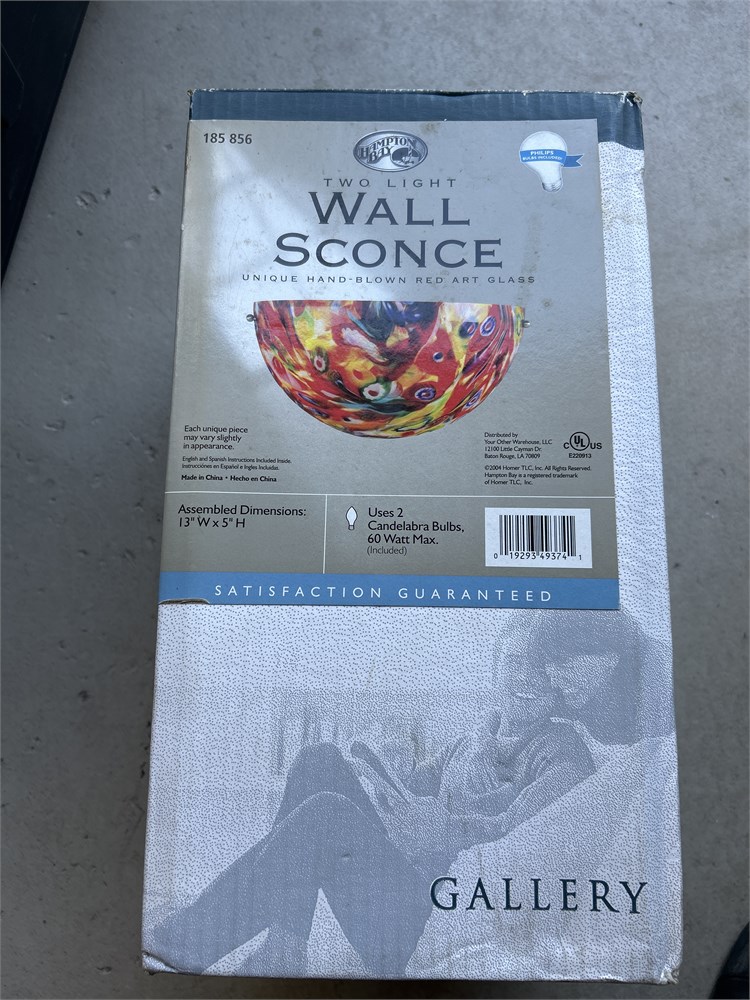 185 856
HAMPTON
BAY
PHILIPS
BULBS INCLUDED!
TWO LIGHT
WALL
SCONCE
UNIQUE HAND-BLOWN RED ART GLASS
Each unique piece
may vary slightly
in appearance.
English and Spanish Instructions Included Inside.
Instrucciones en Español e Ingles Incluidas.
Made in China • Hecho en China
Distributed by
Your Other Warehouse, LLC
12100 Little Cayman Dr.
Baton Rouge, LA 70809
©2004 Homer TLC, Inc. All Rights Reserved.
Hampton Bay is a registered trademark
of Homer TLC, Inc.
C UL US
E220913
Assembled Dimensions:
13" W x 5" H
Uses 2
Candelabra Bulbs,
60 Watt Max.
(Included)
0 19293 49374 1
SATISFACTION GUARANTEED
GALLERY